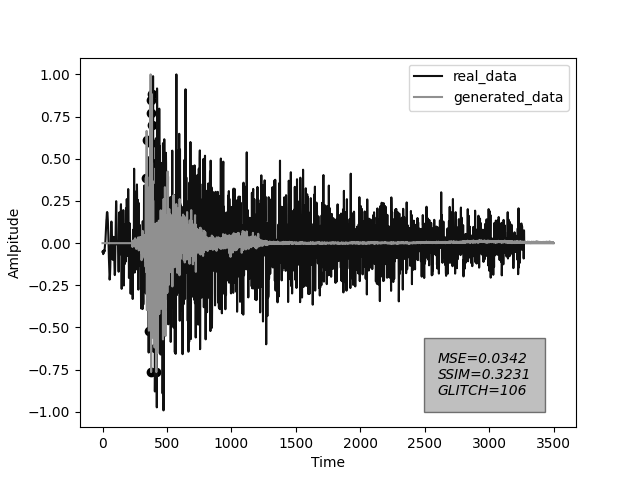 real_data
generated_data
1.00
0.75
0.50
0.25
0.00
−0.25
−0.50
−0.75
−1.00
Amlpitude
MSE=0.0342
SSIM=0.3231
GLITCH=106
0 500 1000 1500 2000 2500 3000 3500
Time